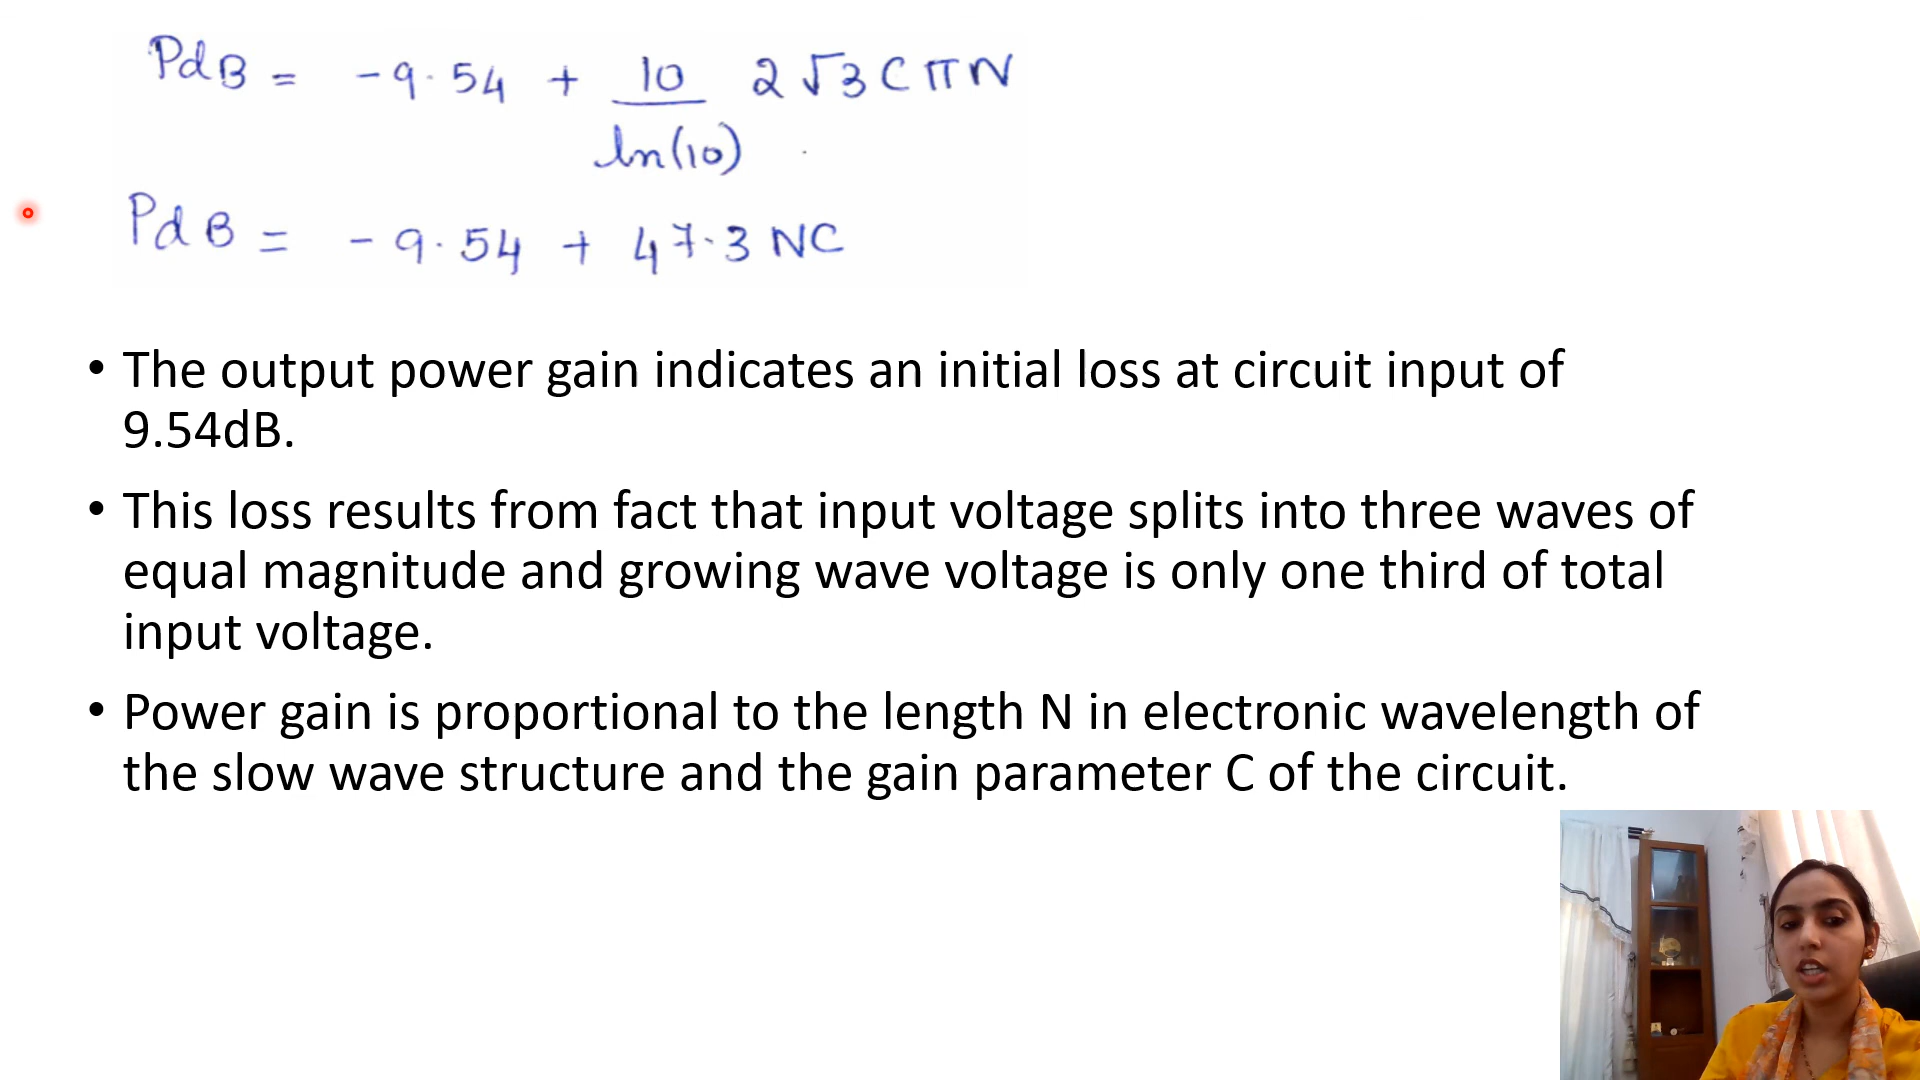 PdB = -9.54 + 10/ln(10) 2√3CπN
PdB = -9.54 + 47.3 NC
• The output power gain indicates an initial loss at circuit input of
9.54dB.
• This loss results from fact that input voltage splits into three waves of
equal magnitude and growing wave voltage is only one third of total
input voltage.
• Power gain is proportional to the length N in electronic wavelength of
the slow wave structure and the gain parameter C of the circuit.